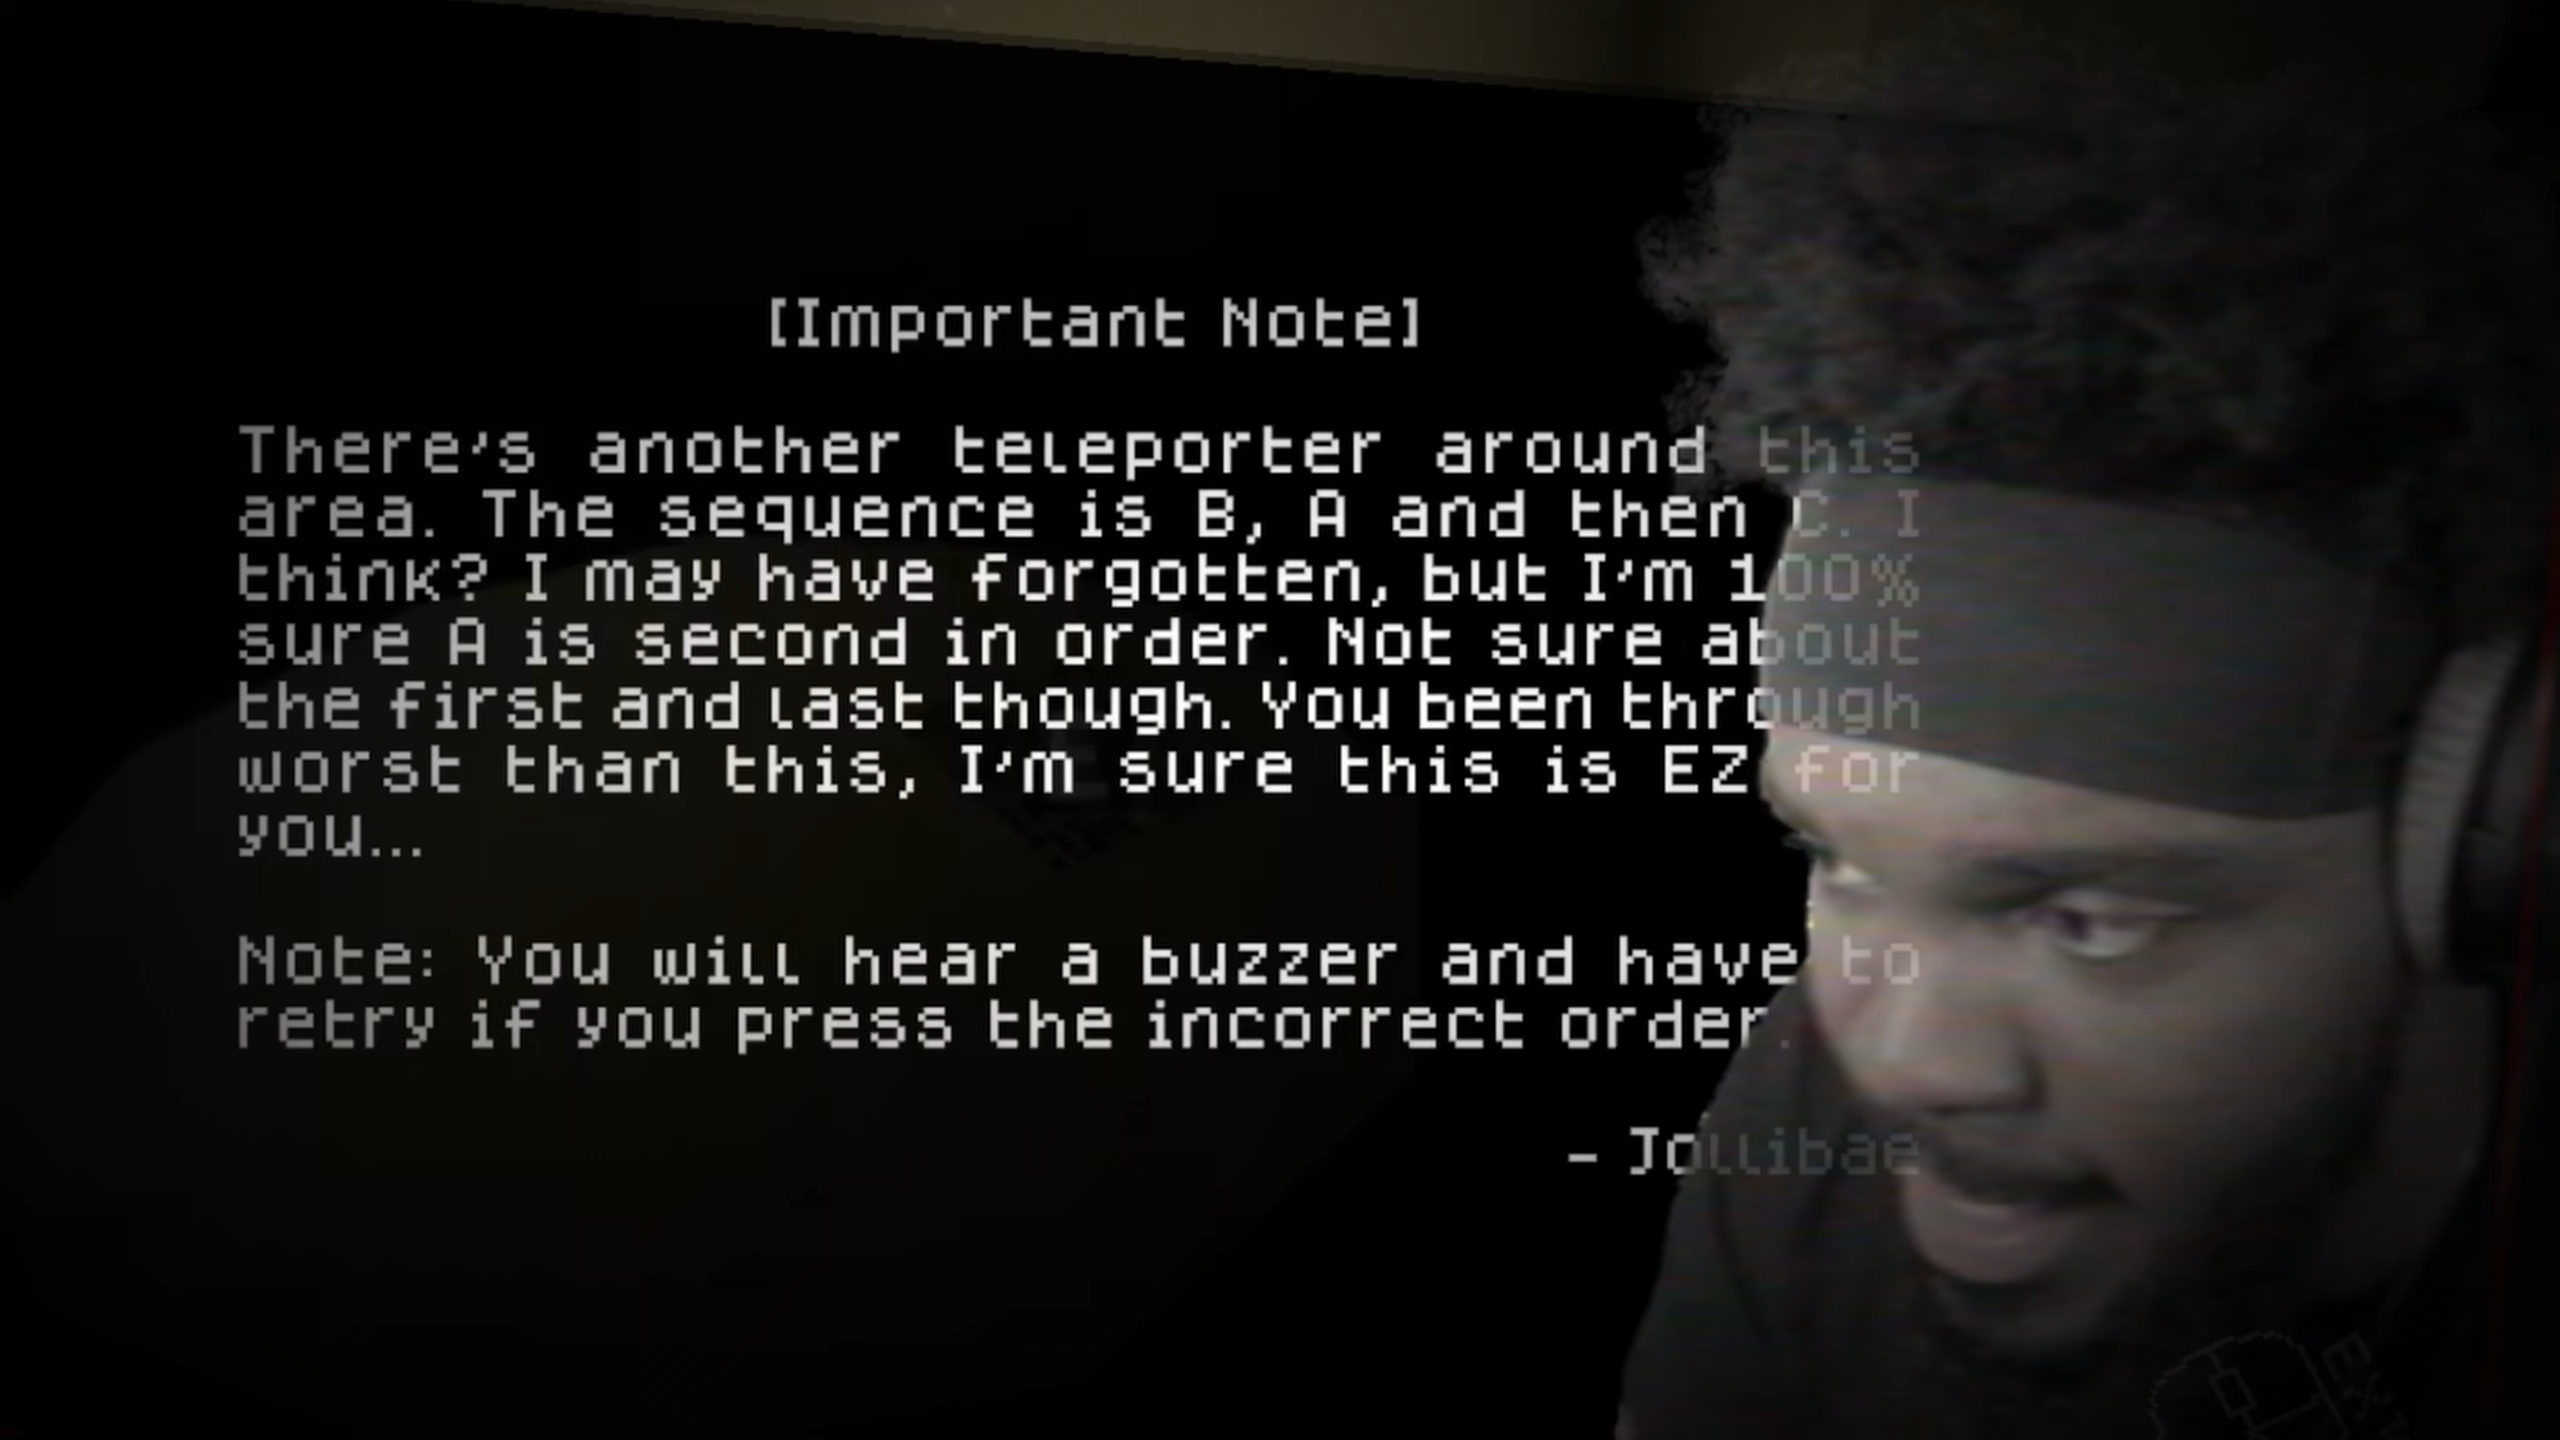 [Important Note]
There's another teleporter around this
area. The sequence is B, A and then C. I
think? I may have forgotten, but I'm 100%
sure A is second in order. Not sure about
the first and last though. You been through
worst than this, I'm sure this is EZ for
you...
Note: You will hear a buzzer and have to
retry if you press the incorrect order.
- Jollibae